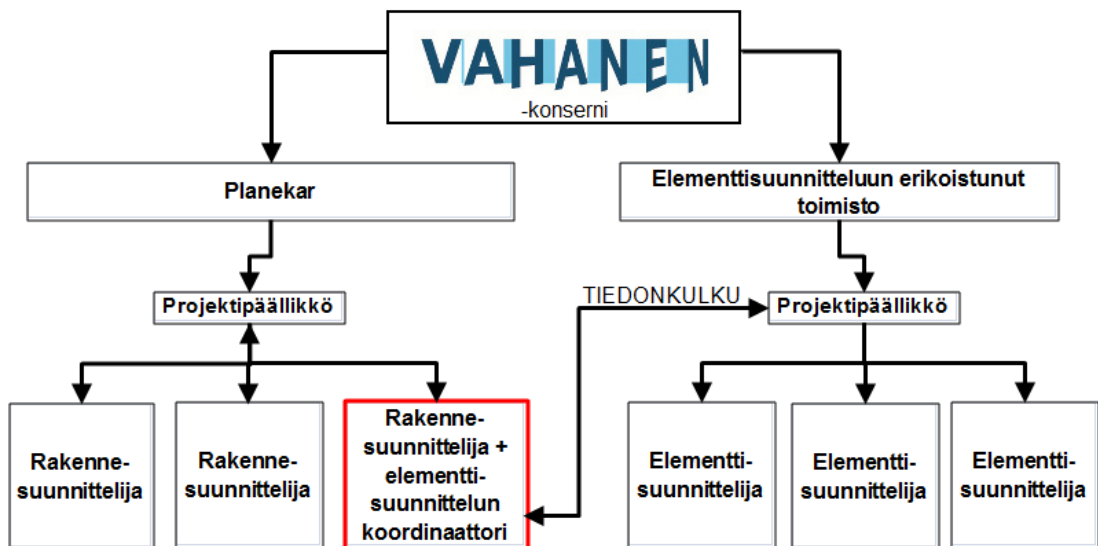 VAHANEN
-konserni
Planekar
Elementtisuunnitteluun erikoistunut
toimisto
Projektipäällikkö
TIEDONKULKU
Projektipäällikkö
Rakenne-
suunnittelija
Rakenne-
suunnittelija
Rakenne-
suunnittelija +
elementti-
suunnittelun
koordinaattori
Elementti-
suunnittelija
Elementti-
suunnittelija
Elementti-
suunnittelija